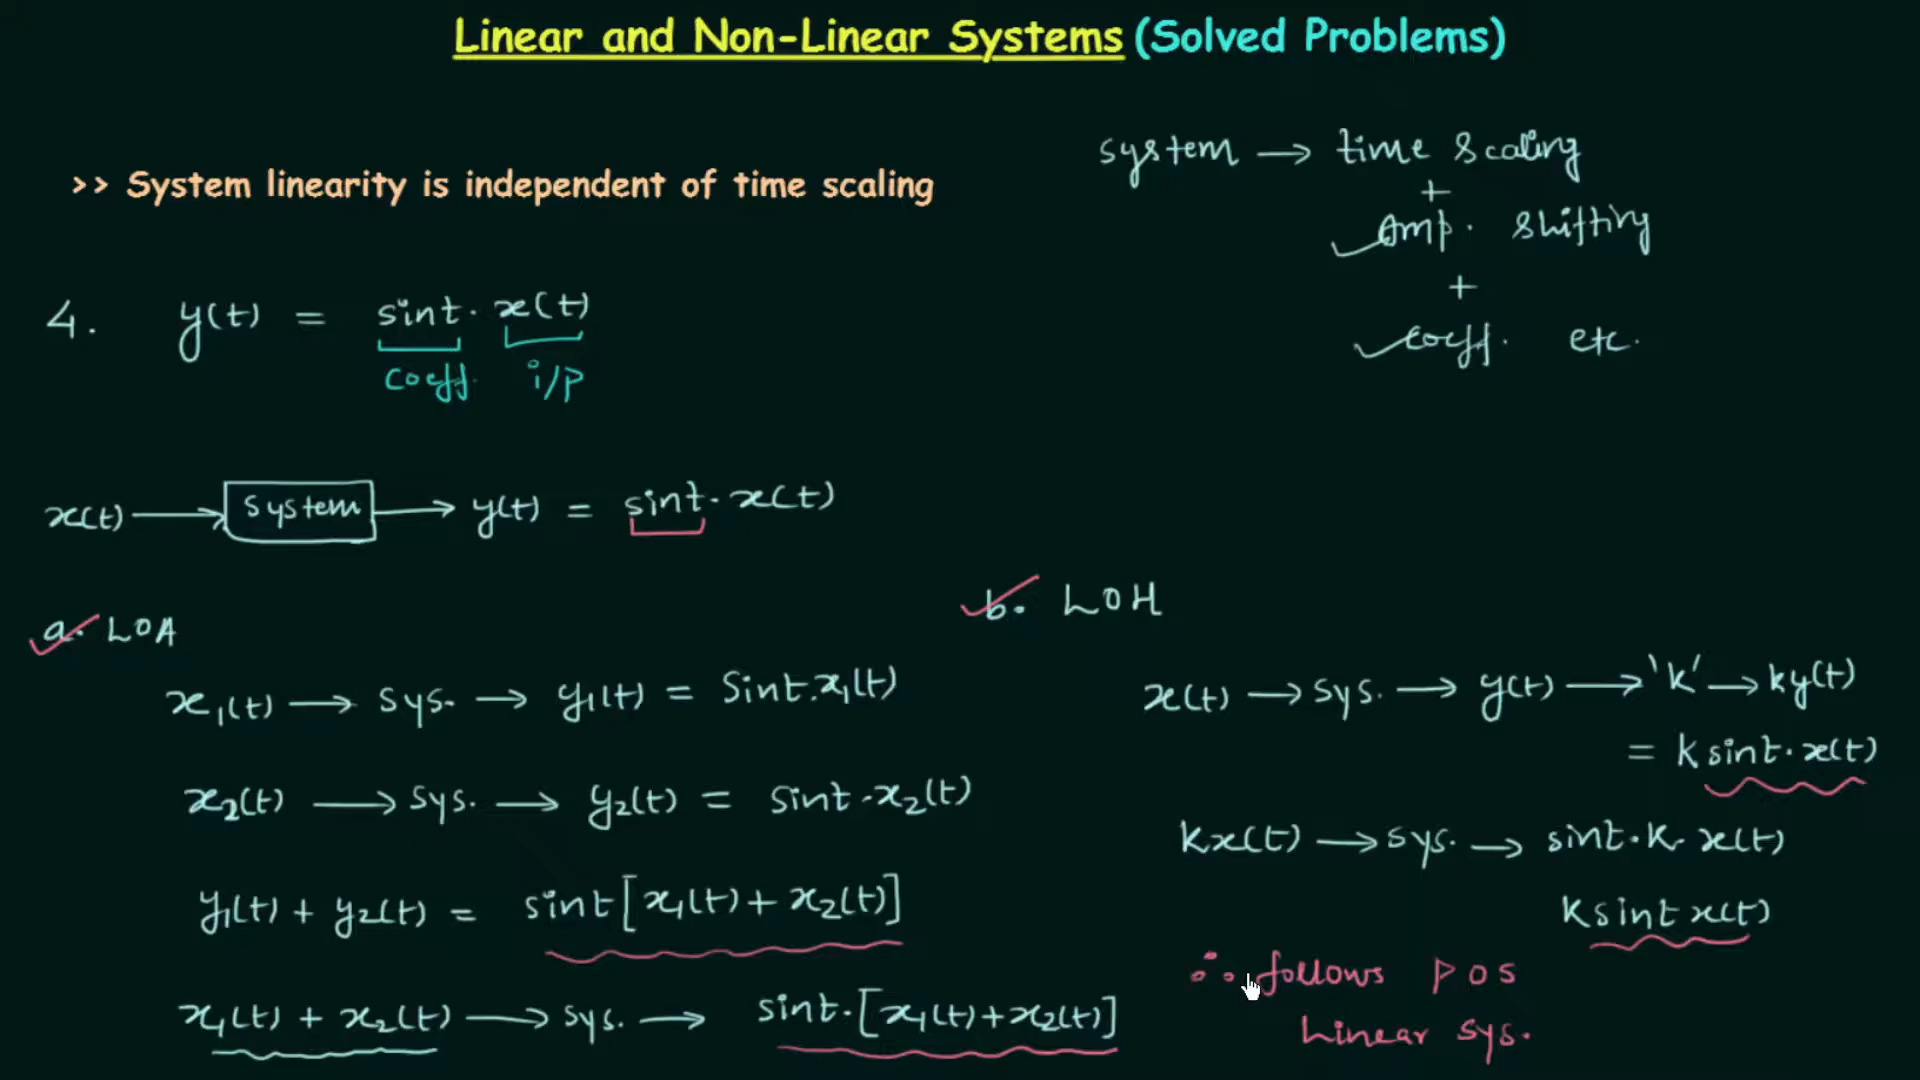 Linear and Non-Linear Systems (Solved Problems)
>> System linearity is independent of time scaling
system → time scaling
+
Amp. shifting
+
coeff. etc.
4. y(t) = sint · x(t)
coeff. i/p
x(t) → System → y(t) = sint · x(t)
a. LOA
x₁(t) → sys. → y₁(t) = Sint.x₁(t)
x₂(t) → sys. → y₂(t) = sint.x₂(t)
y₁(t) + y₂(t) = sint[x₁(t) + x₂(t)]
x₁(t) + x₂(t) → sys. → sint.[x₁(t)+x₂(t)]
b. LOH
x(t) → sys. → y(t) → 'K' → ky(t)
= K sint · x(t)
Kx(t) → sys. → sint · K · x(t)
K sint x(t)
∴ follows POS
Linear sys.